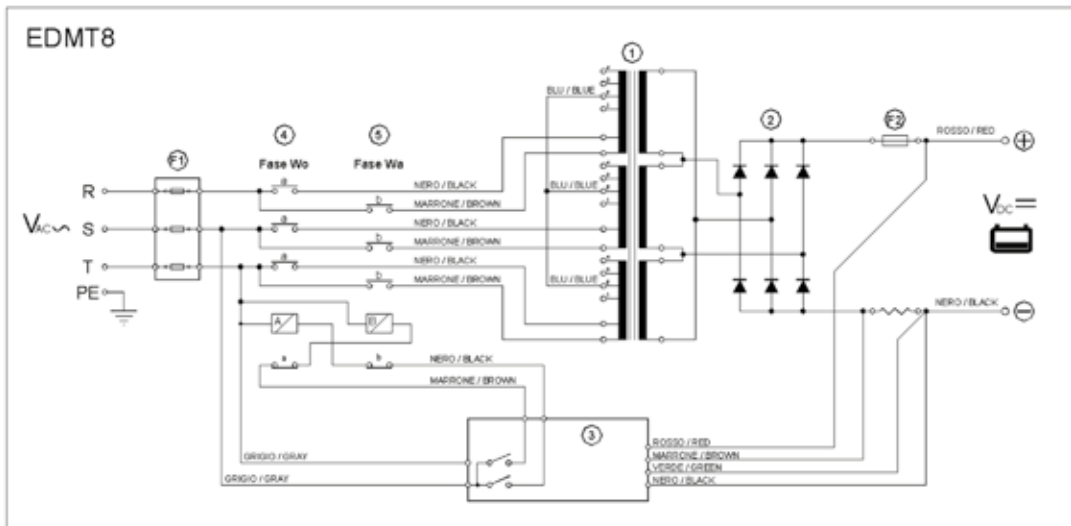 EDMT8
1
4
5
2
F1
F2
Fase Wo
Fase Wa
BLU / BLUE
ROSSO / RED
R
a
NERO / BLACK
b
MARRONE / BROWN
BLU / BLUE
VAC
S
a
NERO / BLACK
b
MARRONE / BROWN
VDC
T
a
NERO / BLACK
b
MARRONE / BROWN
BLU / BLUE
PE
NERO / BLACK
A
B
a
b
NERO / BLACK
MARRONE / BROWN
3
ROSSO / RED
MARRONE / BROWN
VERDE / GREEN
NERO / BLACK
GRIGIO / GRAY
GRIGIO / GRAY